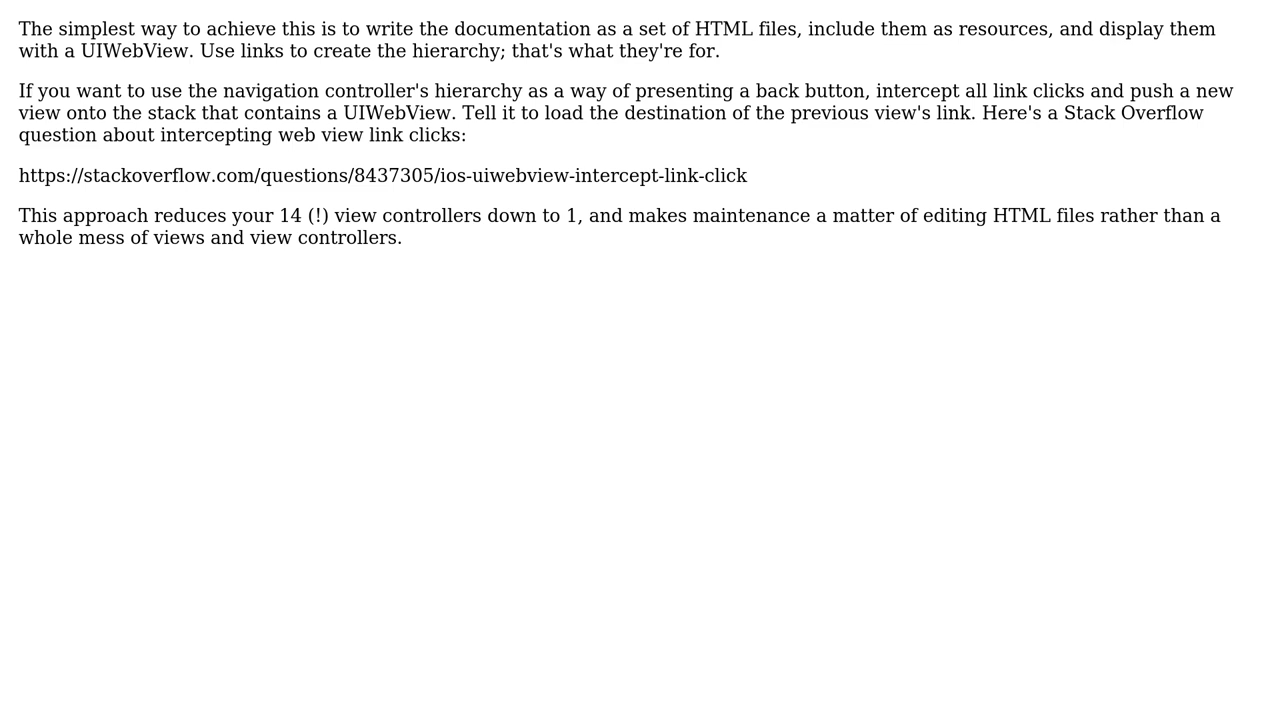 The simplest way to achieve this is to write the documentation as a set of HTML files, include them as resources, and display them
with a UIWebView. Use links to create the hierarchy; that's what they're for.
If you want to use the navigation controller's hierarchy as a way of presenting a back button, intercept all link clicks and push a new
view onto the stack that contains a UIWebView. Tell it to load the destination of the previous view's link. Here's a Stack Overflow
question about intercepting web view link clicks:
https://stackoverflow.com/questions/8437305/ios-uiwebview-intercept-link-click
This approach reduces your 14 (!) view controllers down to 1, and makes maintenance a matter of editing HTML files rather than a
whole mess of views and view controllers.